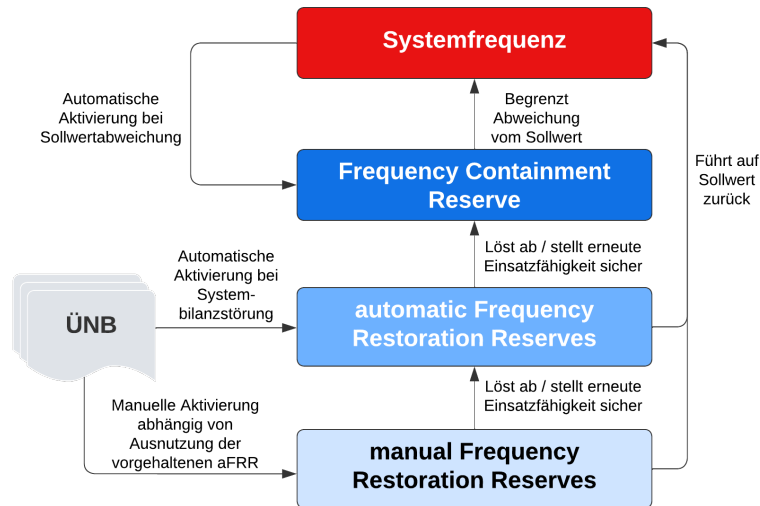 Systemfrequenz
Automatische
Aktivierung bei
Sollwertabweichung
Begrenzt
Abweichung
vom Sollwert
Führt auf
Sollwert
zurück
Frequency Containment
Reserve
Automatische
Aktivierung bei
System-
bilanzstörung
Löst ab / stellt erneute
Einsatzfähigkeit sicher
ÜNB
automatic Frequency
Restoration Reserves
Manuelle Aktivierung
abhängig von
Ausnutzung der
vorgehaltenen aFRR
Löst ab / stellt erneute
Einsatzfähigkeit sicher
manual Frequency
Restoration Reserves